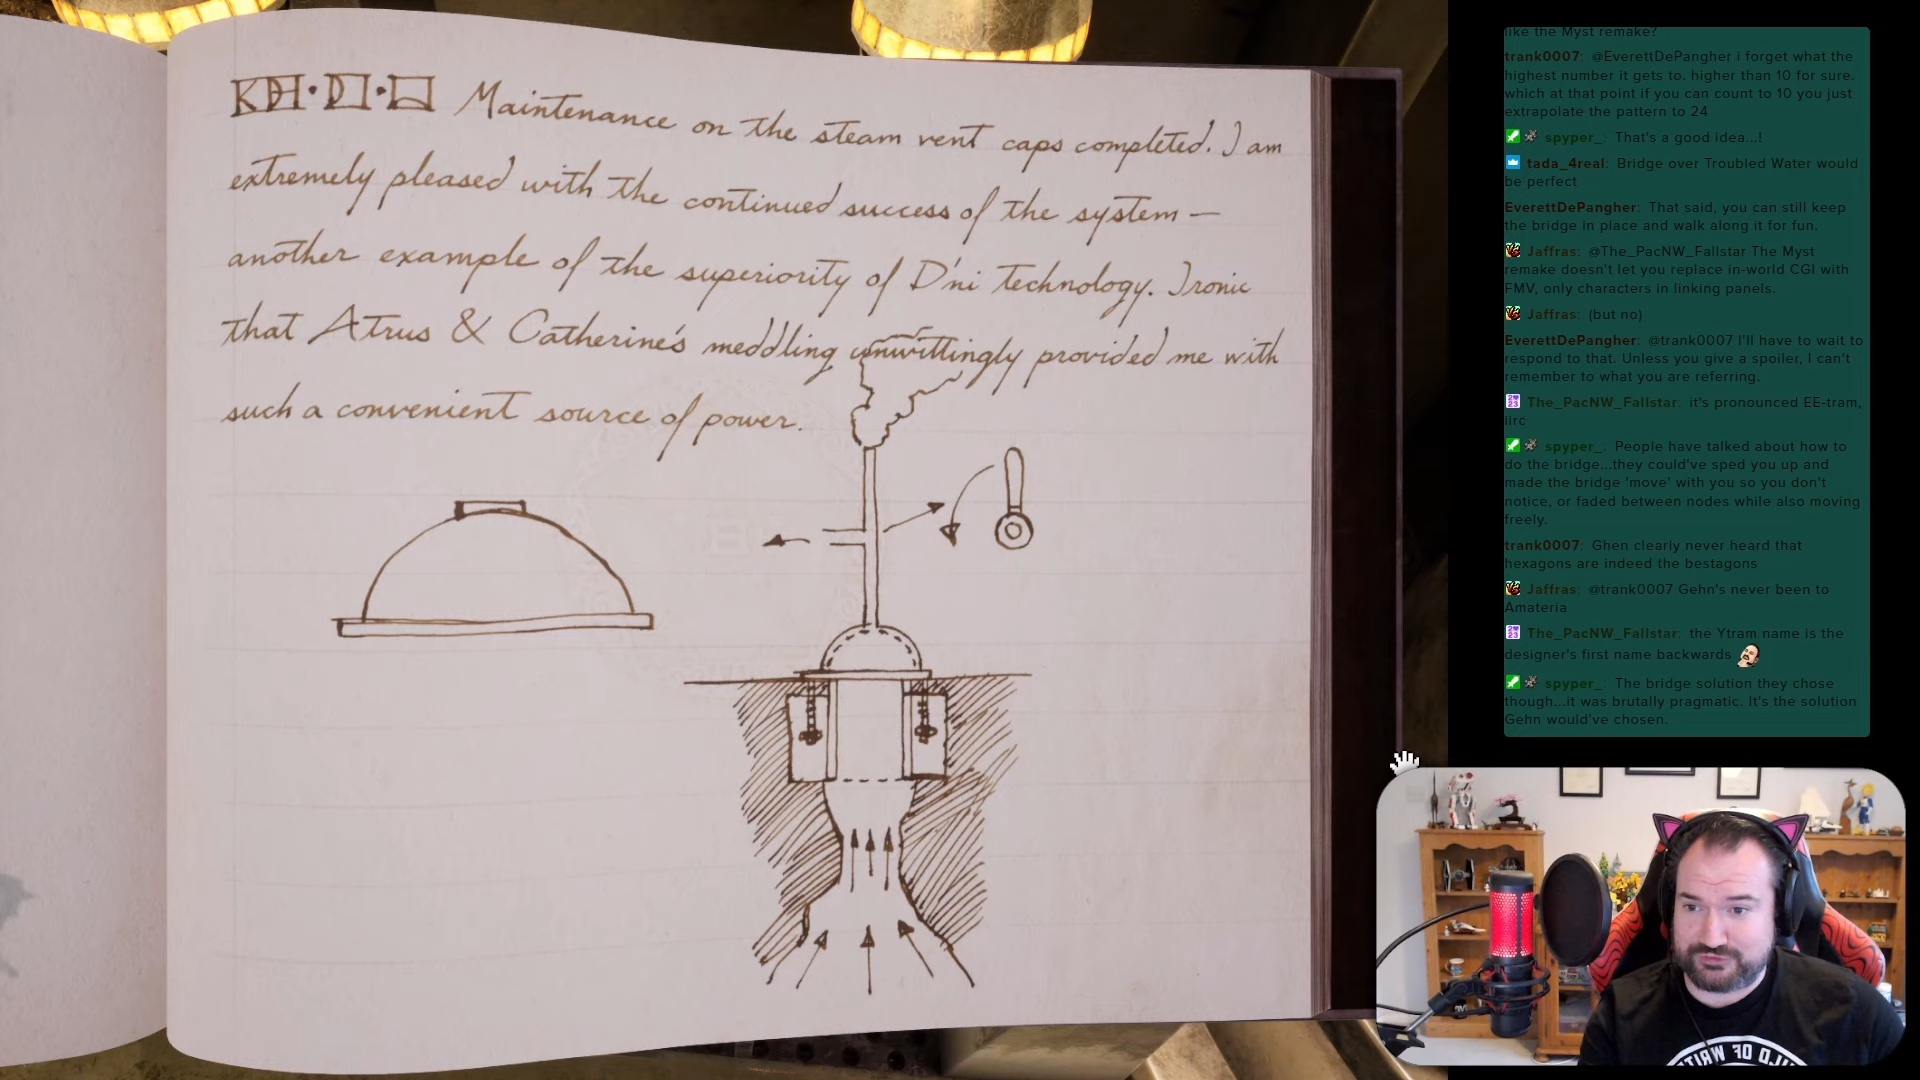 Maintenance on the steam vent caps completed. I am
extremely pleased with the continued success of the system —
another example of the superiority of D'ni technology. Ironic
that Atrus & Catherine's meddling unwittingly provided me with
such a convenient source of power.
like the Myst remake?
trank0007: @EverettDePangher i forget what the
highest number it gets to. higher than 10 for sure.
which at that point if you can count to 10 you just
extrapolate the pattern to 24
spyper_: That's a good idea...!
tada_4real: Bridge over Troubled Water would
be perfect
EverettDePangher: That said, you can still keep
the bridge in place and walk along it for fun.
Jaffras: @The_PacNW_Fallstar The Myst
remake doesn't let you replace in-world CGI with
FMV, only characters in linking panels.
Jaffras: (but no)
EverettDePangher: @trank0007 I'll have to wait to
respond to that. Unless you give a spoiler, I can't
remember to what you are referring.
The_PacNW_Fallstar: it's pronounced EE-tram,
iirc
spyper_: People have talked about how to
do the bridge...they could've sped you up and
made the bridge 'move' with you so you don't
notice, or faded between nodes while also moving
freely.
trank0007: Ghen clearly never heard that
hexagons are indeed the bestagons
Jaffras: @trank0007 Gehn's never been to
Amateria
The_PacNW_Fallstar: the Ytram name is the
designer's first name backwards
spyper_: The bridge solution they chose
though...it was brutally pragmatic. It's the solution
Gehn would've chosen.